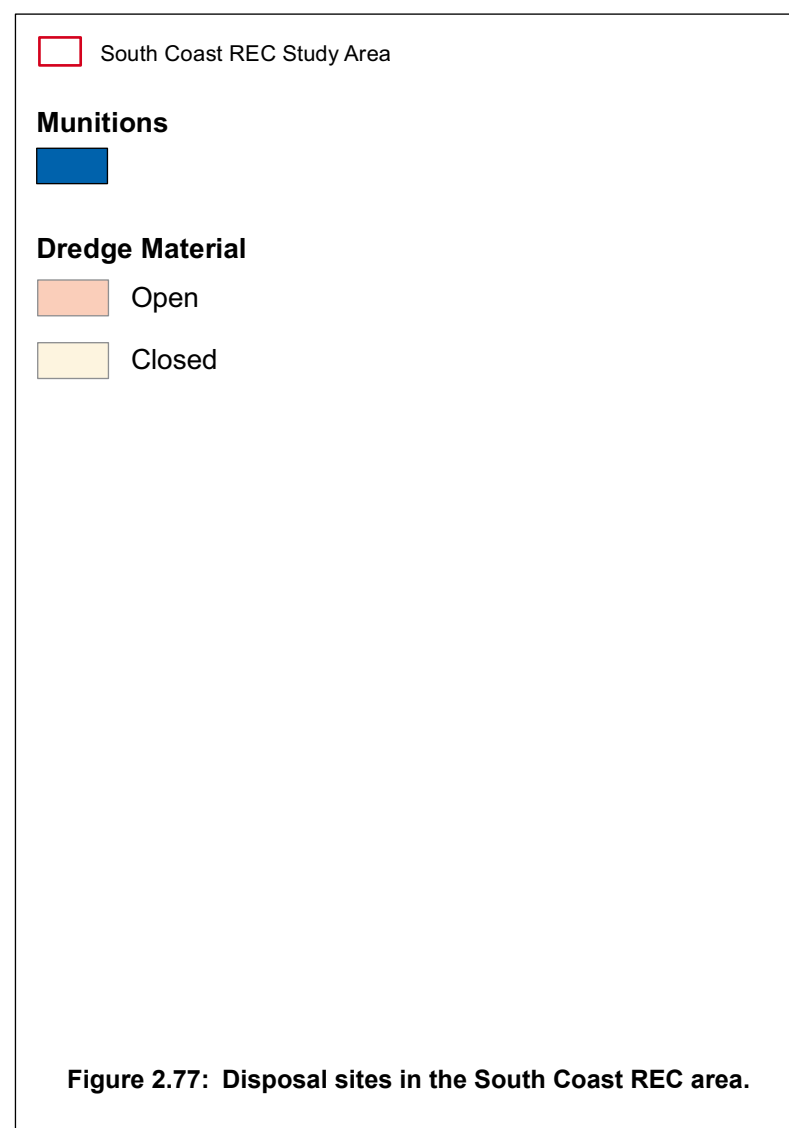 South Coast REC Study Area
Munitions
Dredge Material
Open
Closed
Figure 2.77: Disposal sites in the South Coast REC area.